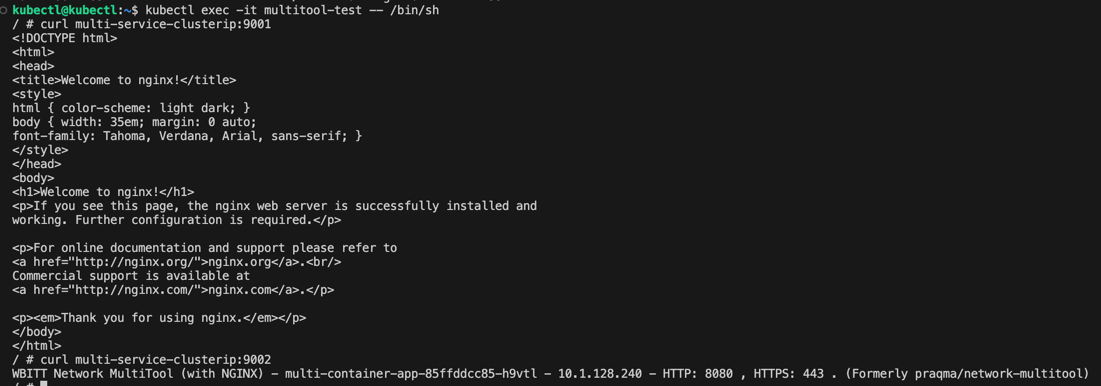 kubectl@kubectl:~$ kubectl exec -it multitool-test -- /bin/sh
/ # curl multi-service-clusterip:9001
<!DOCTYPE html>
<html>
<head>
<title>Welcome to nginx!</title>
<style>
html { color-scheme: light dark; }
body { width: 35em; margin: 0 auto;
font-family: Tahoma, Verdana, Arial, sans-serif; }
</style>
</head>
<body>
<h1>Welcome to nginx!</h1>
<p>If you see this page, the nginx web server is successfully installed and
working. Further configuration is required.</p>

<p>For online documentation and support please refer to
<a href="http://nginx.org/">nginx.org</a>.<br/>
Commercial support is available at
<a href="http://nginx.com/">nginx.com</a>.</p>

<p><em>Thank you for using nginx.</em></p>
</body>
</html>
/ # curl multi-service-clusterip:9002
WBITT Network MultiTool (with NGINX) - multi-container-app-85ffddcc85-h9vtl - 10.1.128.240 - HTTP: 8080 , HTTPS: 443 . (Formerly praqma/network-multitool)
/ #